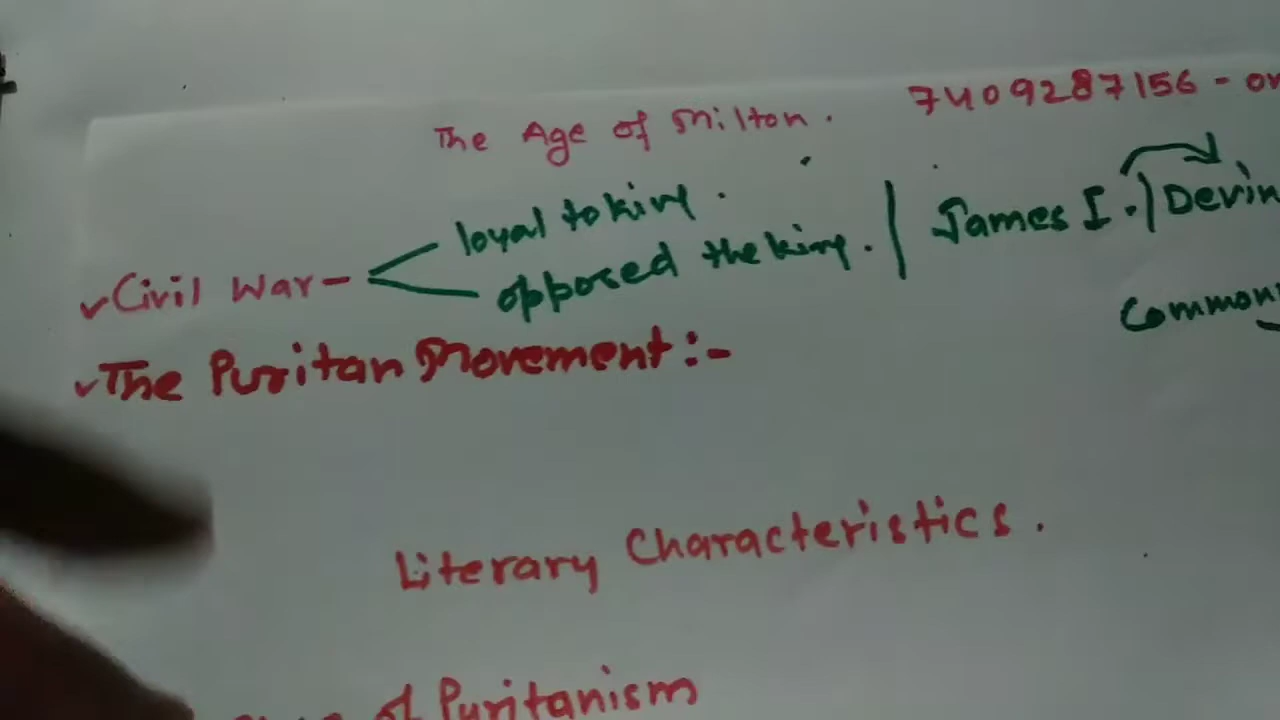 The Age of Milton. 7409287156 - or
loyal to king.
Civil War - opposed the king. | James I. | Devin
Common
The Puritan Movement :-
Literary Characteristics.
of Puritanism